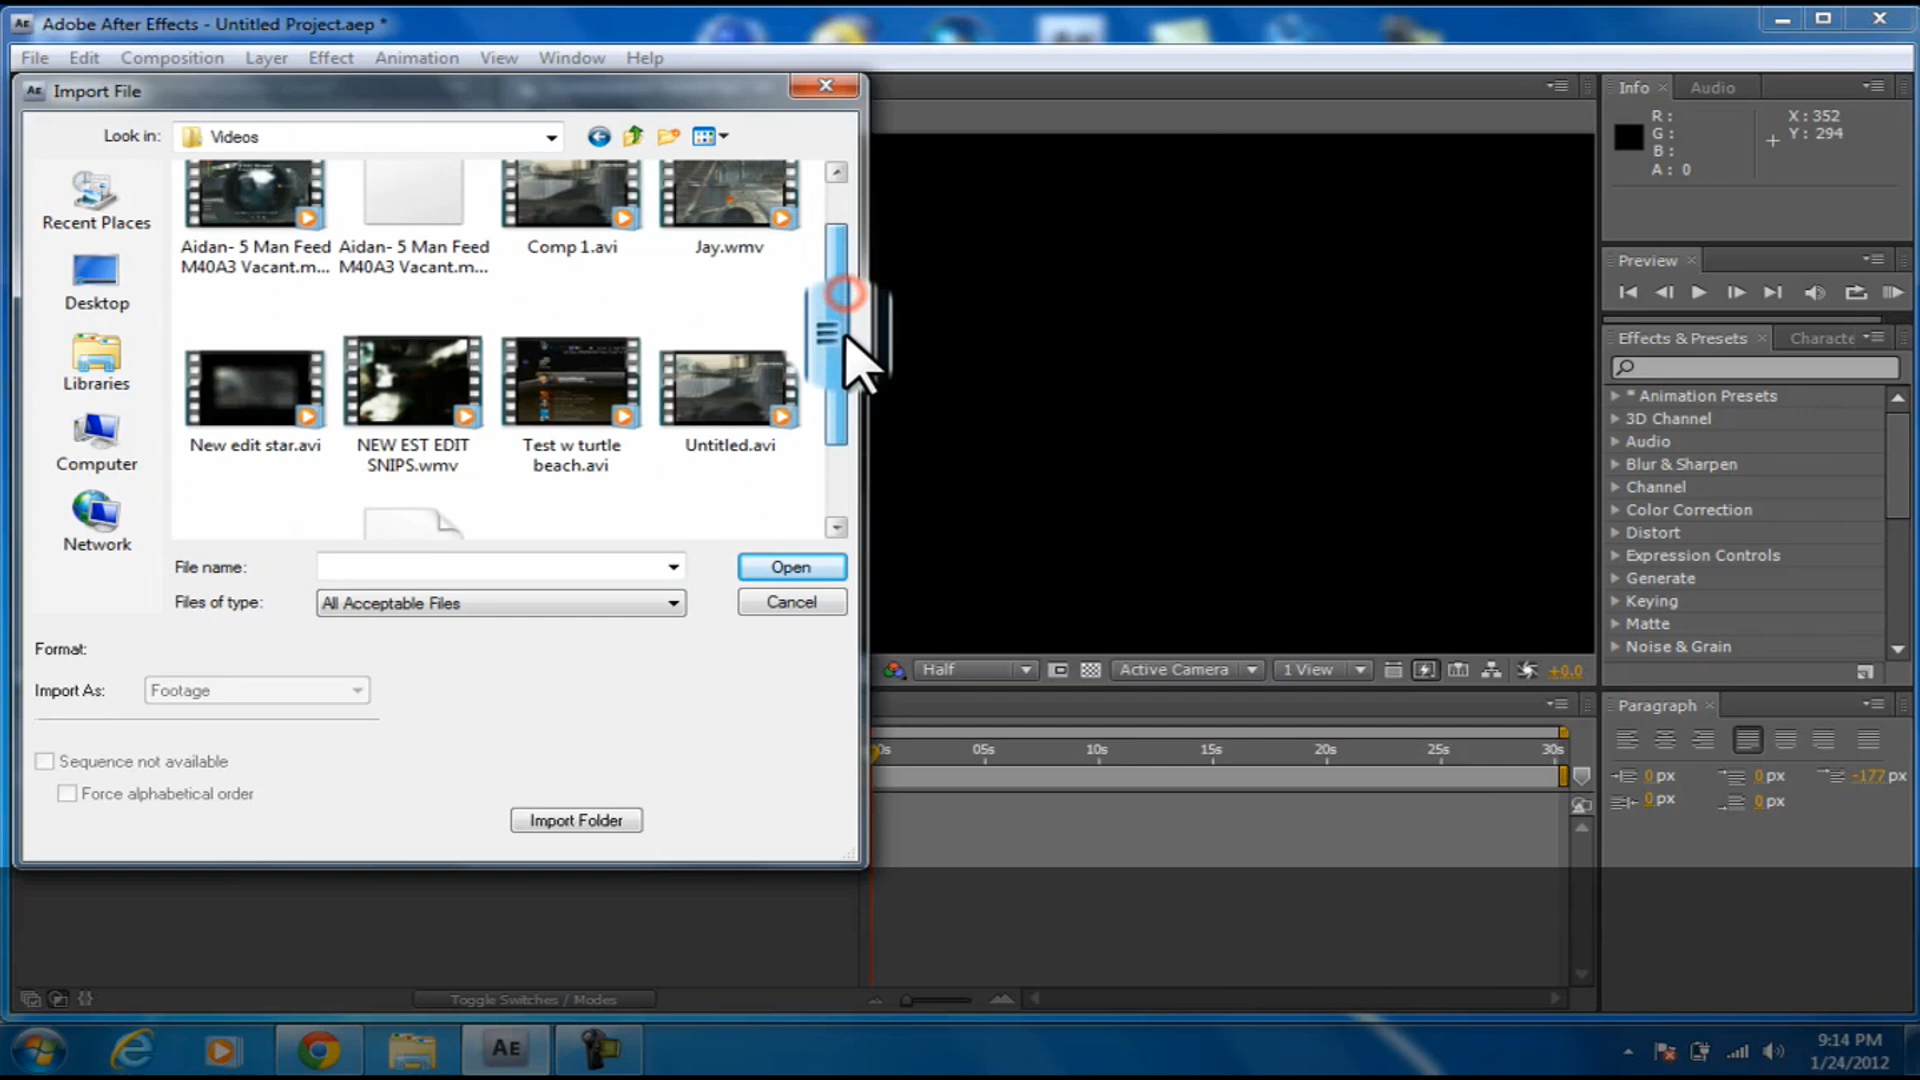 AE Adobe After Effects - Untitled Project.aep *
File Edit Composition Layer Effect Animation View Window Help
AE Import File
Look in: Videos
Recent Places
Desktop
Libraries
Computer
Network
Aidan- 5 Man Feed
M40A3 Vacant.m...
Aidan- 5 Man Feed
M40A3 Vacant.m...
Comp 1.avi
Jay.wmv
New edit star.avi
NEW EST EDIT
SNIPS.wmv
Test w turtle
beach.avi
Untitled.avi
File name:
Open
Files of type: All Acceptable Files
Cancel
Format:
Import As: Footage
Sequence not available
Force alphabetical order
Import Folder
Info Audio
R:
G:
B:
A: 0
X: 352
Y: 294
Preview
Effects & Presets Characte
* Animation Presets
3D Channel
Audio
Blur & Sharpen
Channel
Color Correction
Distort
Expression Controls
Generate
Keying
Matte
Noise & Grain
Half Active Camera 1 View +0.0
0s 05s 10s 15s 20s 25s 30s
Paragraph
0 px 0 px -177 px
0 px 0 px
Toggle Switches / Modes
AE
9:14 PM
1/24/2012